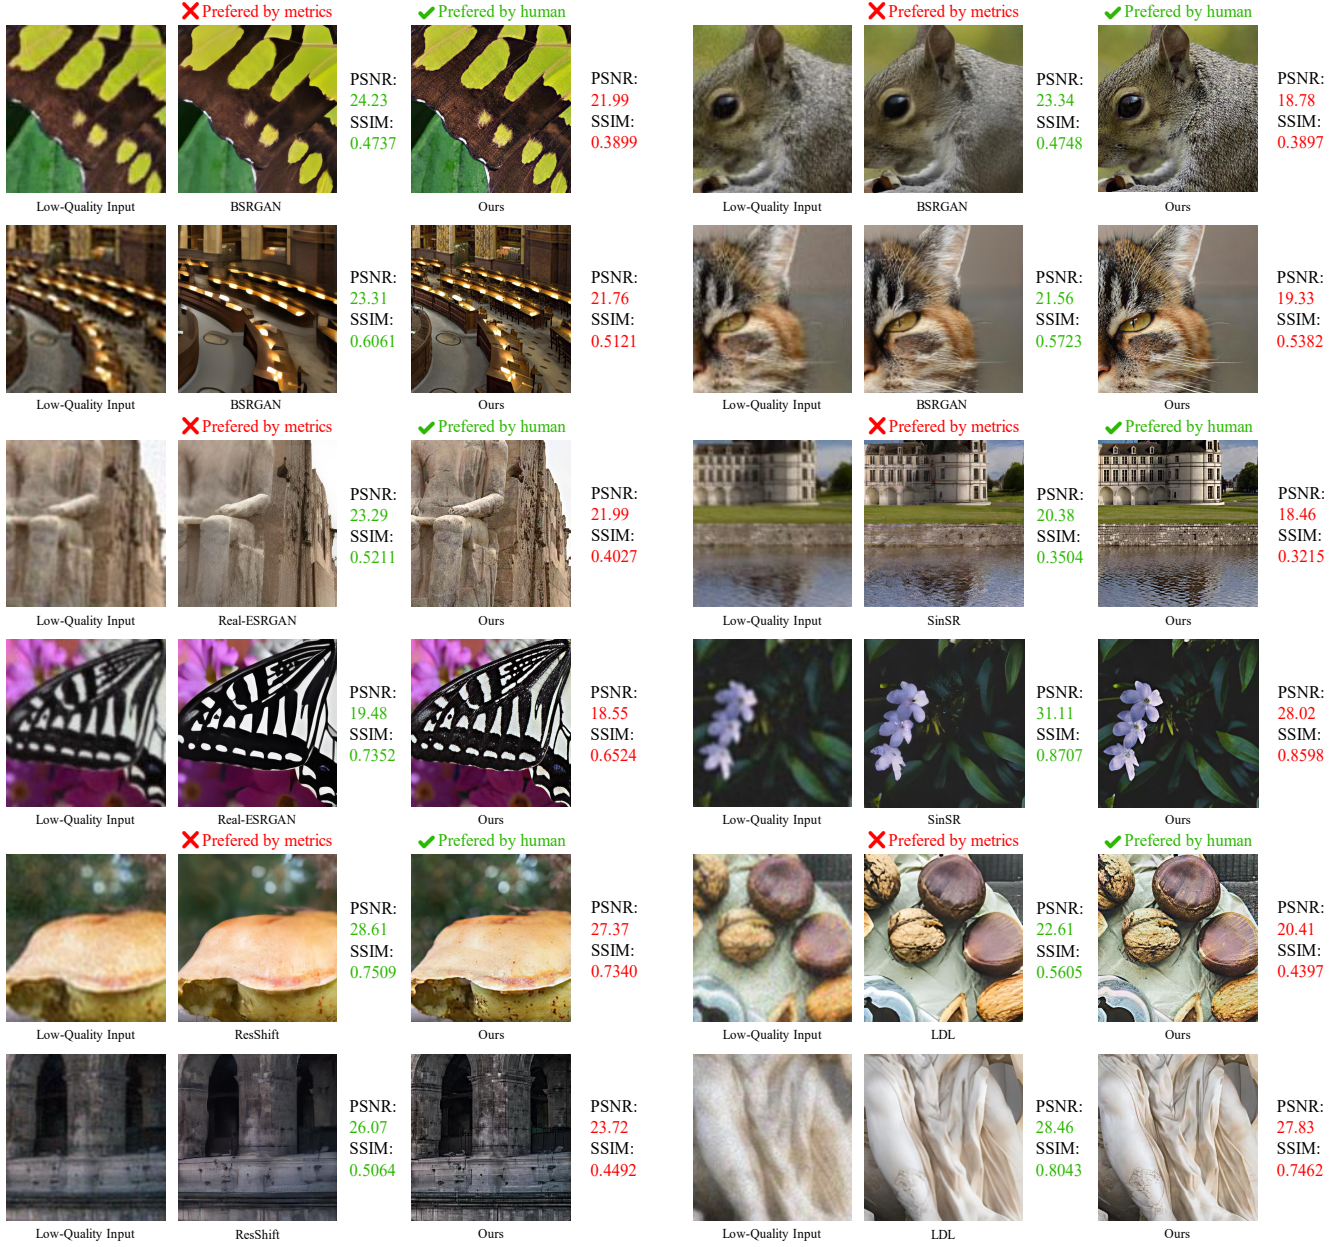 Prefered by metrics
Prefered by human
PSNR:
24.23
SSIM:
0.4737
PSNR:
21.99
SSIM:
0.3899
Low-Quality Input
BSRGAN
Ours
PSNR:
23.31
SSIM:
0.6061
PSNR:
21.76
SSIM:
0.5121
Low-Quality Input
BSRGAN
Ours
Prefered by metrics
Prefered by human
PSNR:
23.29
SSIM:
0.5211
PSNR:
21.99
SSIM:
0.4027
Low-Quality Input
Real-ESRGAN
Ours
PSNR:
19.48
SSIM:
0.7352
PSNR:
18.55
SSIM:
0.6524
Low-Quality Input
Real-ESRGAN
Ours
Prefered by metrics
Prefered by human
PSNR:
28.61
SSIM:
0.7509
PSNR:
27.37
SSIM:
0.7340
Low-Quality Input
ResShift
Ours
PSNR:
26.07
SSIM:
0.5064
PSNR:
23.72
SSIM:
0.4492
Low-Quality Input
ResShift
Ours
Prefered by metrics
Prefered by human
PSNR:
23.34
SSIM:
0.4748
PSNR:
18.78
SSIM:
0.3897
Low-Quality Input
BSRGAN
Ours
PSNR:
21.56
SSIM:
0.5723
PSNR:
19.33
SSIM:
0.5382
Low-Quality Input
BSRGAN
Ours
Prefered by metrics
Prefered by human
PSNR:
20.38
SSIM:
0.3504
PSNR:
18.46
SSIM:
0.3215
Low-Quality Input
SinSR
Ours
PSNR:
31.11
SSIM:
0.8707
PSNR:
28.02
SSIM:
0.8598
Low-Quality Input
SinSR
Ours
Prefered by metrics
Prefered by human
PSNR:
22.61
SSIM:
0.5605
PSNR:
20.41
SSIM:
0.4397
Low-Quality Input
LDL
Ours
PSNR:
28.46
SSIM:
0.8043
PSNR:
27.83
SSIM:
0.7462
Low-Quality Input
LDL
Ours